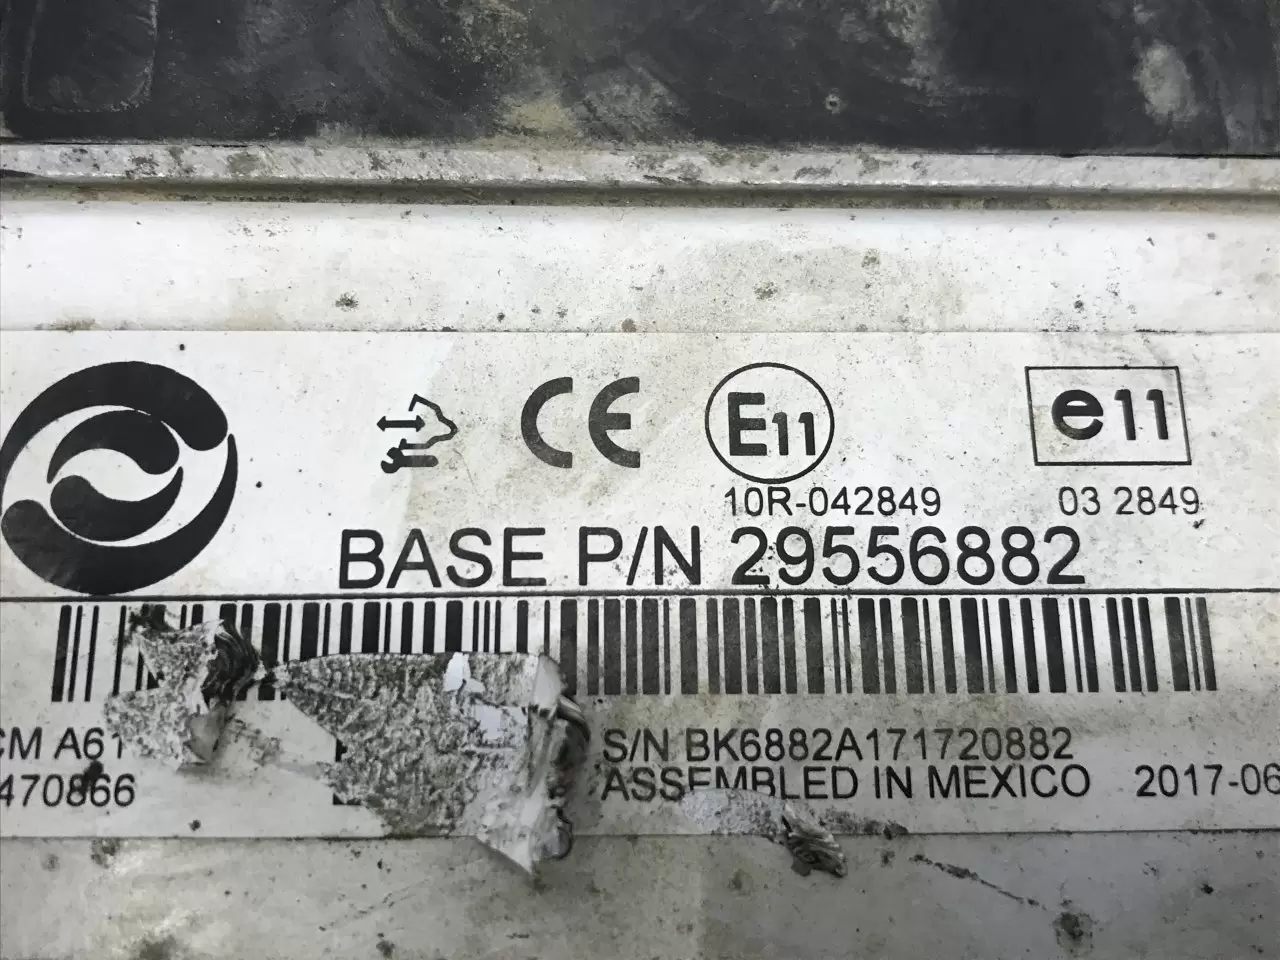 CE E11 e11
10R-042849 03 2849
BASE P/N 29556882
CM A61
S/N BK6882A171720882
470866
ASSEMBLED IN MEXICO 2017-06